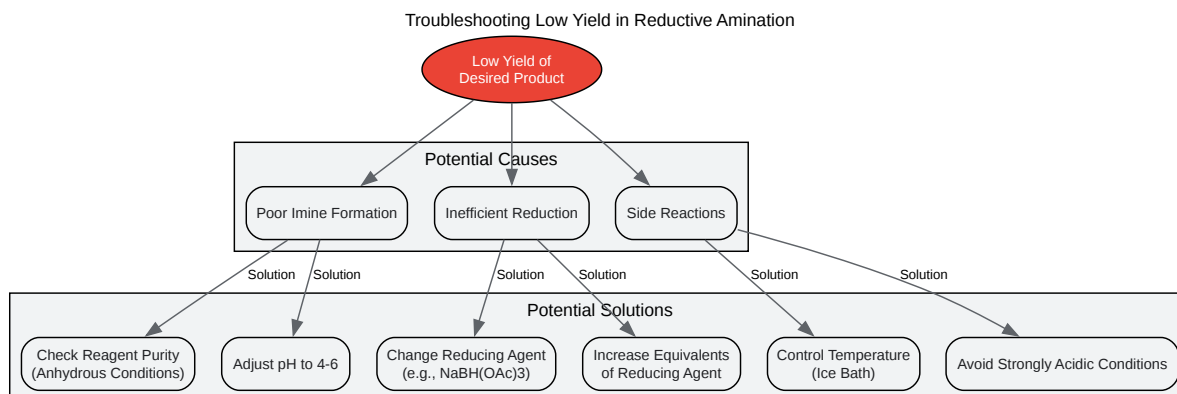 Troubleshooting Low Yield in Reductive Amination
Low Yield of
Desired Product
Potential Causes
Poor Imine Formation
Inefficient Reduction
Side Reactions
Solution
Solution
Solution
Solution
Solution
Solution
Potential Solutions
Check Reagent Purity
(Anhydrous Conditions)
Adjust pH to 4-6
Change Reducing Agent
(e.g., NaBH(OAc)3)
Increase Equivalents
of Reducing Agent
Control Temperature
(Ice Bath)
Avoid Strongly Acidic Conditions